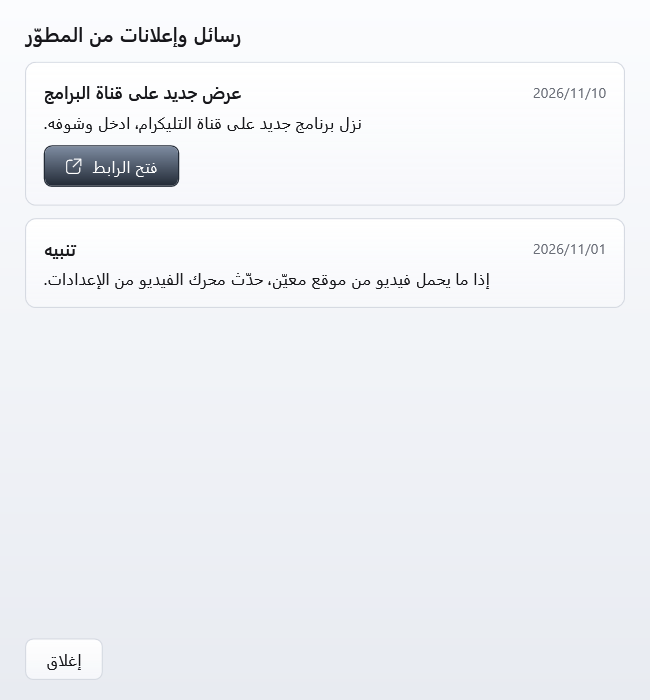 رسائل وإعلانات من المطوّر
عرض جديد على قناة البرامج
2026/11/10
نزل برنامج جديد على قناة التليكرام، ادخل وشوفه.
فتح الرابط
تنبيه
2026/11/01
إذا ما يحمل فيديو من موقع معيّن، حدّث محرك الفيديو من الإعدادات.
إغلاق